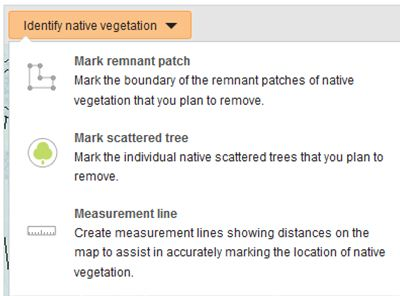 Identify native vegetation
Mark remnant patch
Mark the boundary of the remnant patches of native
vegetation that you plan to remove.
Mark scattered tree
Mark the individual native scattered trees that you plan to
remove.
Measurement line
Create measurement lines showing distances on the
map to assist in accurately marking the location of native
vegetation.